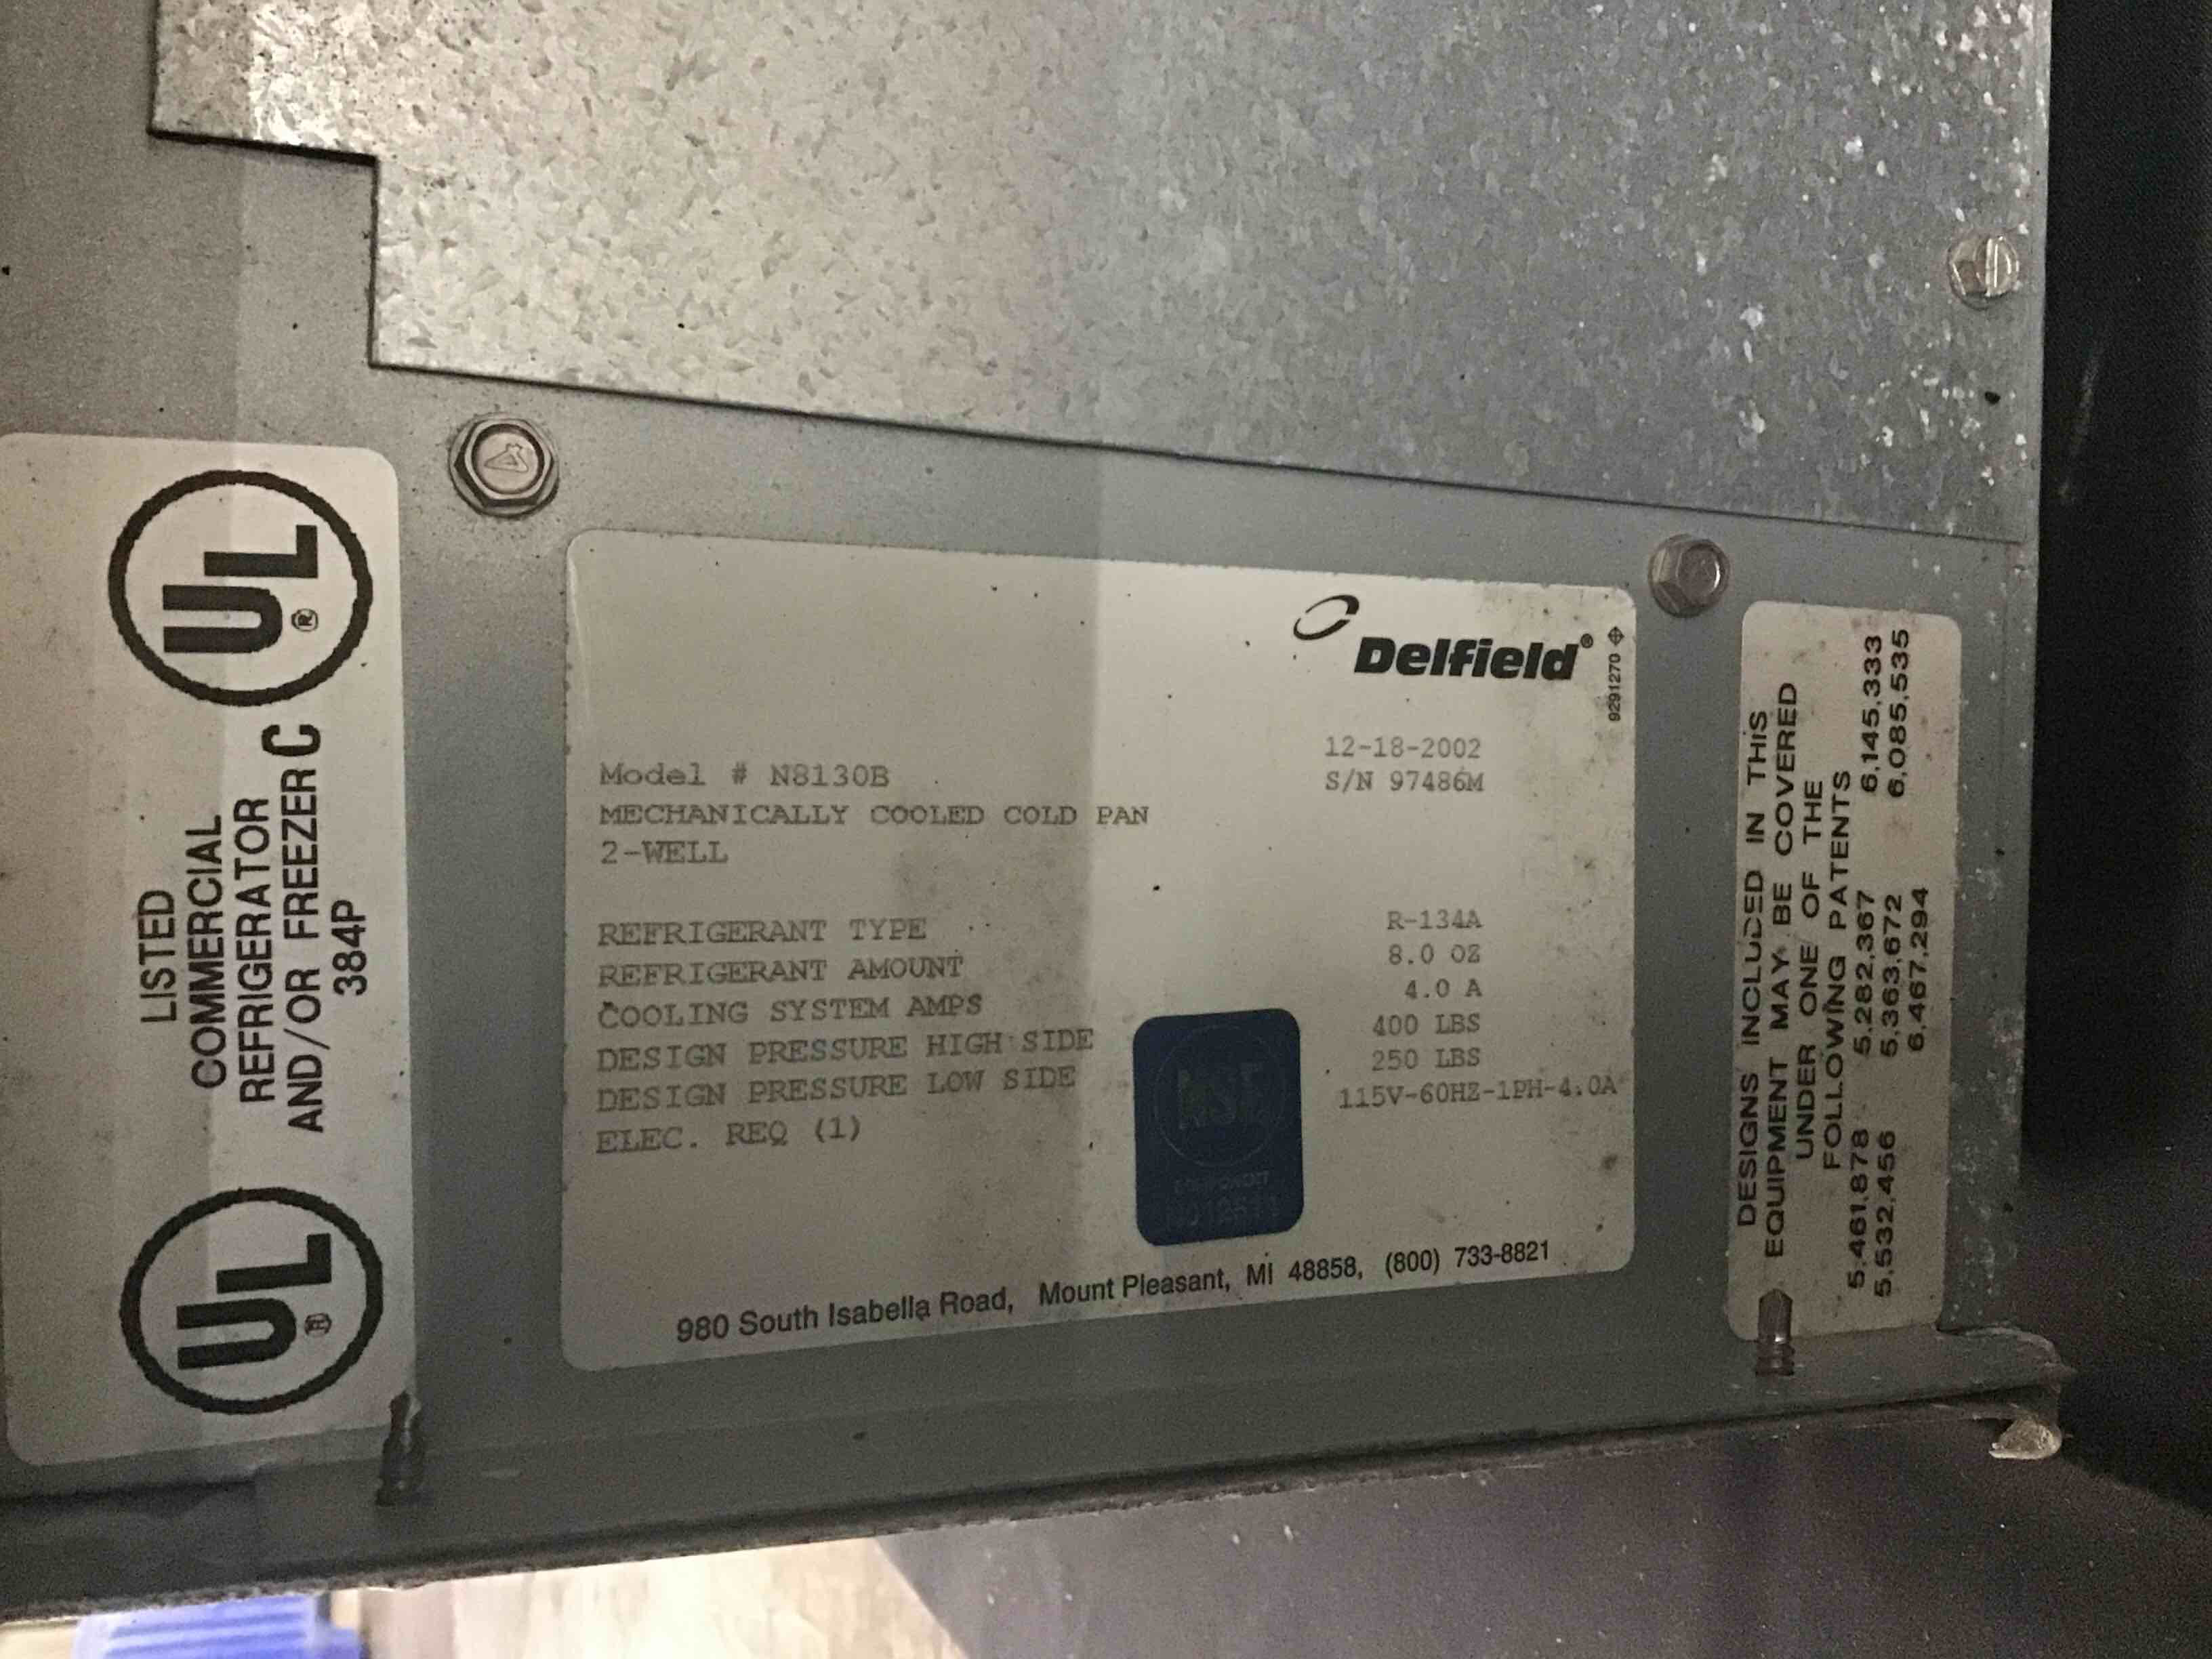 UL
®
LISTED
COMMERCIAL
REFRIGERATOR
AND/OR FREEZER C
384P
UL
®
Delfield®
9291270
12-18-2002
Model # N8130B S/N 97486M
MECHANICALLY COOLED COLD PAN
2-WELL
REFRIGERANT TYPE R-134A
REFRIGERANT AMOUNT 8.0 OZ
COOLING SYSTEM AMPS 4.0 A
DESIGN PRESSURE HIGH SIDE 400 LBS
DESIGN PRESSURE LOW SIDE 250 LBS
ELEC. REQ (1) 115V-60HZ-1PH-4.0A
NSF
COMPONENT
980 South Isabella Road, Mount Pleasant, MI 48858, (800) 733-8821
DESIGNS INCLUDED IN THIS
EQUIPMENT MAY BE COVERED
UNDER ONE OF THE
FOLLOWING PATENTS
5,461,878 5,282,367 6,145,333
5,532,456 5,363,672 6,085,535
6,467,294